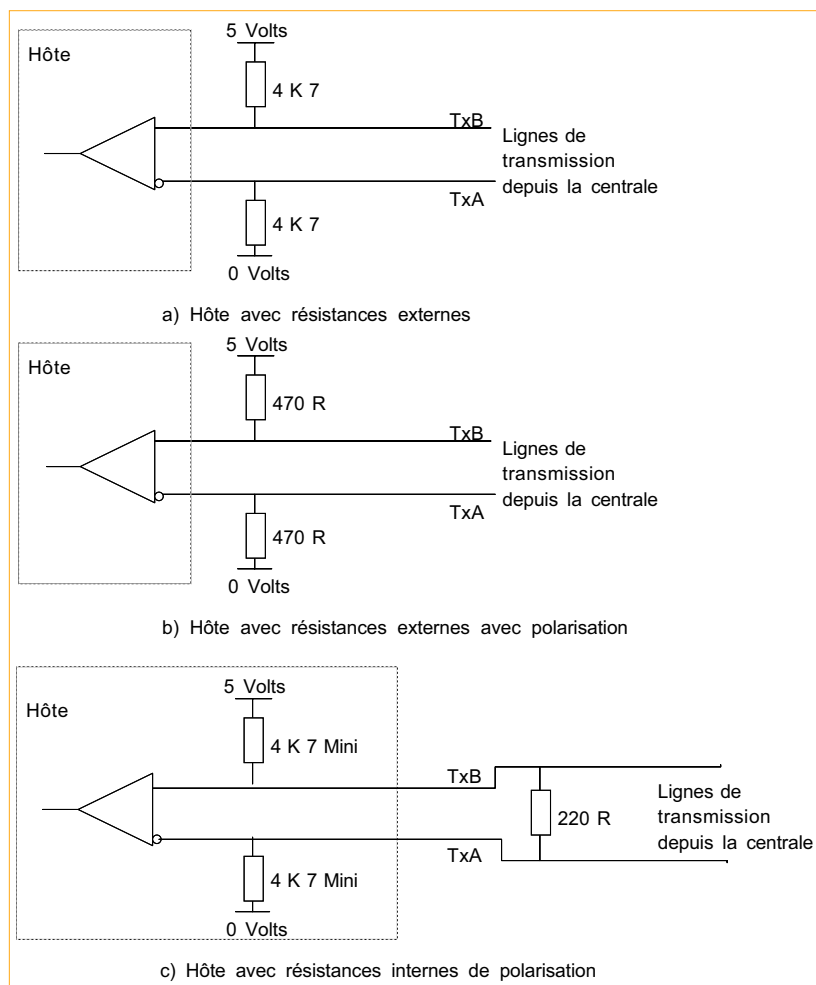 5 Volts
Hôte
4 K 7
TxB
Lignes de
transmission
depuis la centrale
TxA
4 K 7
0 Volts
a) Hôte avec résistances externes
5 Volts
Hôte
470 R
TxB
Lignes de
transmission
depuis la centrale
TxA
470 R
0 Volts
b) Hôte avec résistances externes avec polarisation
5 Volts
Hôte
4 K 7 Mini
TxB
Lignes de
220 R
transmission
depuis la centrale
TxA
4 K 7 Mini
0 Volts
c) Hôte avec résistances internes de polarisation